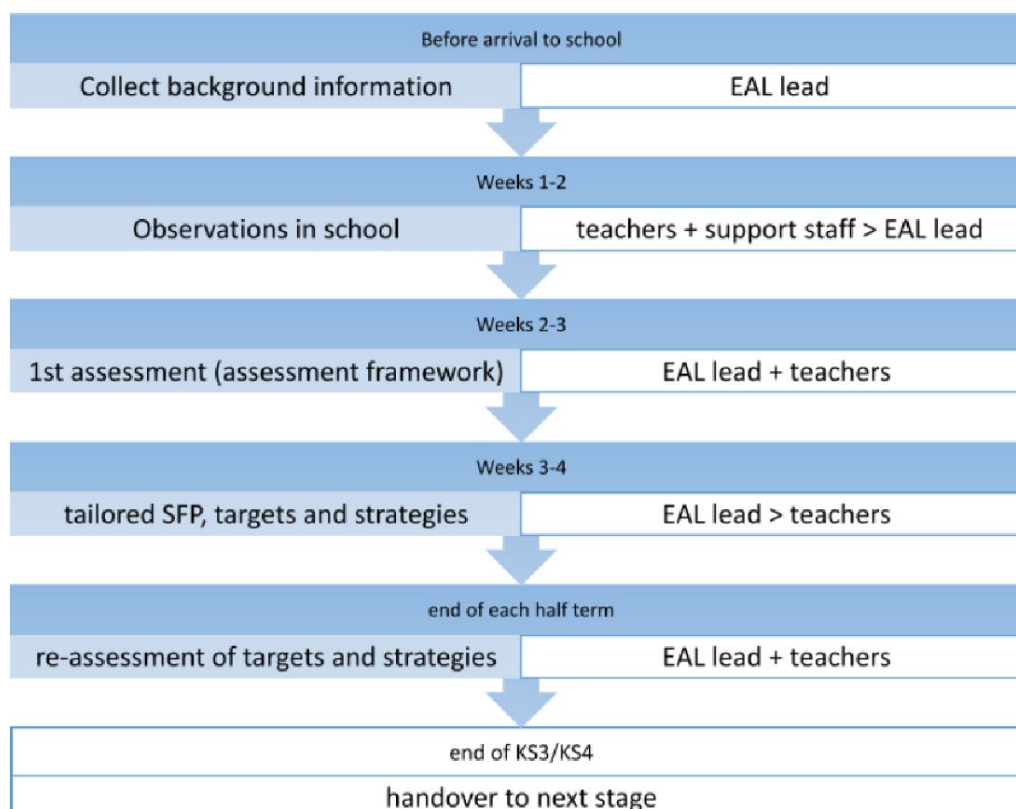 Before arrival to school
Collect background information EAL lead
Weeks 1-2
Observations in school teachers + support staff > EAL lead
Weeks 2-3
1st assessment (assessment framework) EAL lead + teachers
Weeks 3-4
tailored SFP, targets and strategies EAL lead > teachers
end of each half term
re-assessment of targets and strategies EAL lead + teachers
end of KS3/KS4
handover to next stage